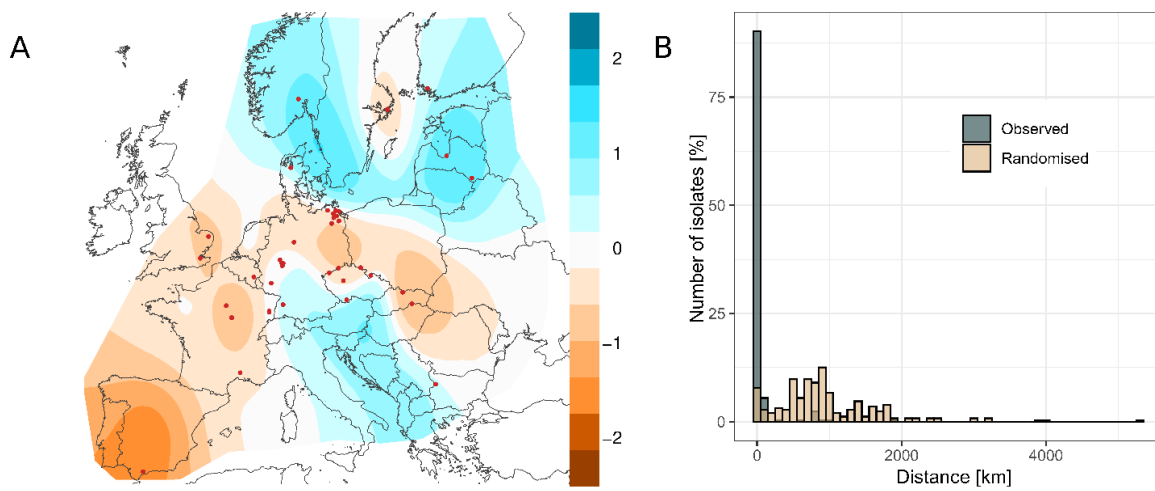 A
2
1
0
−1
−2
B
Number of isolates [%]
75
50
25
0
Observed
Randomised
0
2000
4000
Distance [km]